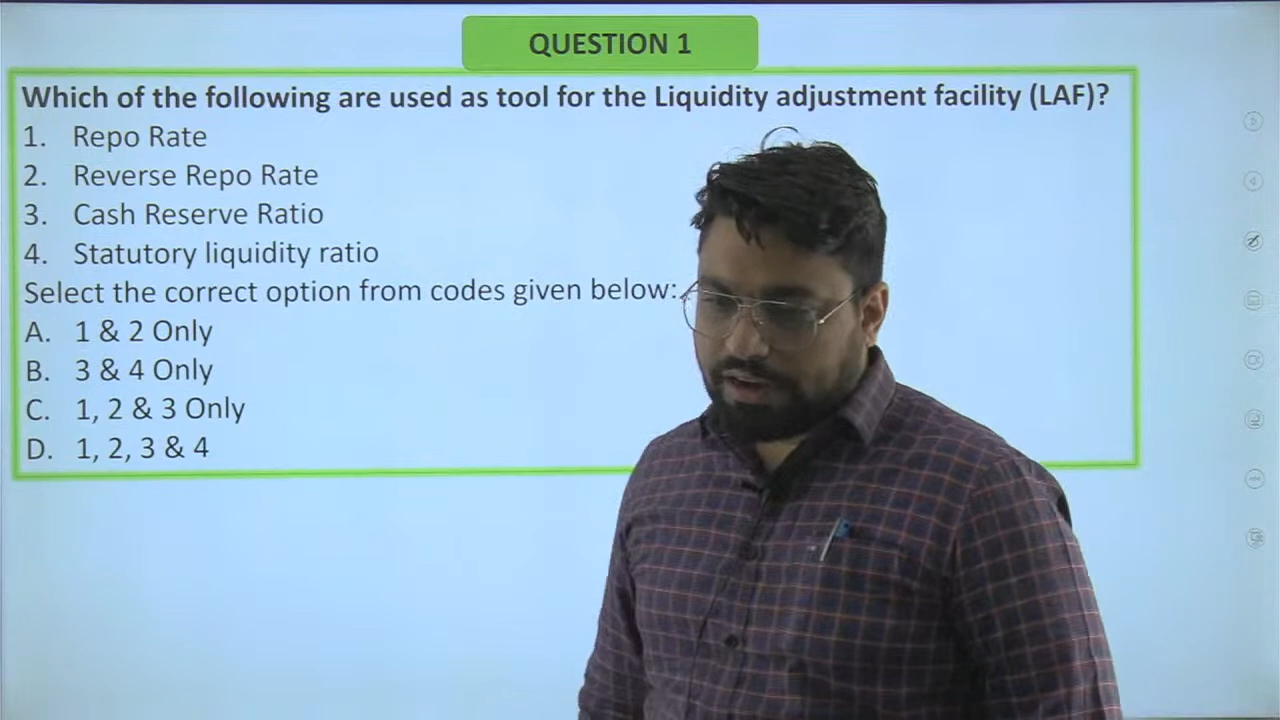 QUESTION 1
Which of the following are used as tool for the Liquidity adjustment facility (LAF)?
1. Repo Rate
2. Reverse Repo Rate
3. Cash Reserve Ratio
4. Statutory liquidity ratio
Select the correct option from codes given below:
A. 1 & 2 Only
B. 3 & 4 Only
C. 1, 2 & 3 Only
D. 1, 2, 3 & 4